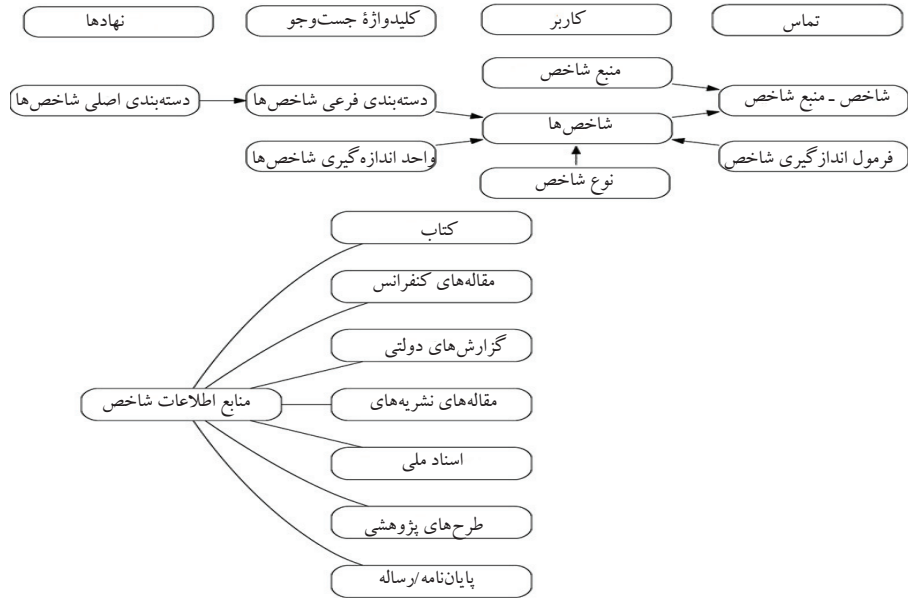 تماس
کاربر
کلیدواژهٔ جست‌وجو
نهادها
منبع شاخص
شاخص ـ منبع شاخص
دسته‌بندی فرعی شاخص‌ها
دسته‌بندی اصلی شاخص‌ها
شاخص‌ها
فرمول اندازگیری شاخص
واحد اندازه‌گیری شاخص‌ها
نوع شاخص
کتاب
مقاله‌های کنفرانس
گزارش‌های دولتی
مقاله‌های نشریه‌های
منابع اطلاعات شاخص
اسناد ملی
طرح‌های پژوهشی
پایان‌نامه/رساله